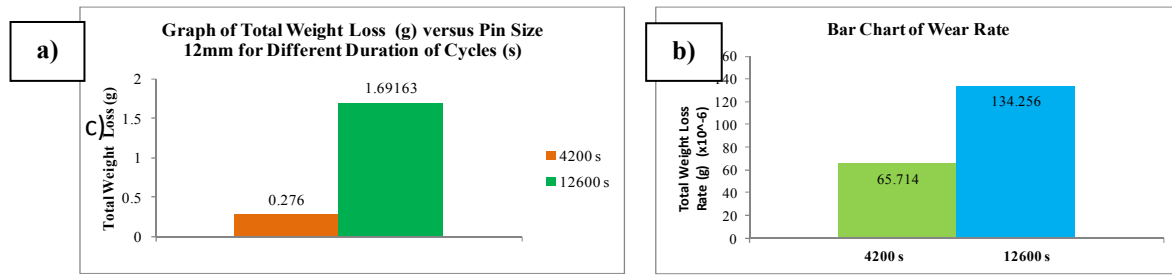 a)
Graph of Total Weight Loss (g) versus Pin Size
12mm for Different Duration of Cycles (s)
c)
Total Weight Loss (g)
2
1.5
1
0.5
0
0.276
1.69163
4200 s
12600 s
b)
Bar Chart of Wear Rate
Total Weight Loss
Rate (g) (x10^-6)
60
40
120
100
80
60
40
20
0
65.714
134.256
4200 s
12600 s